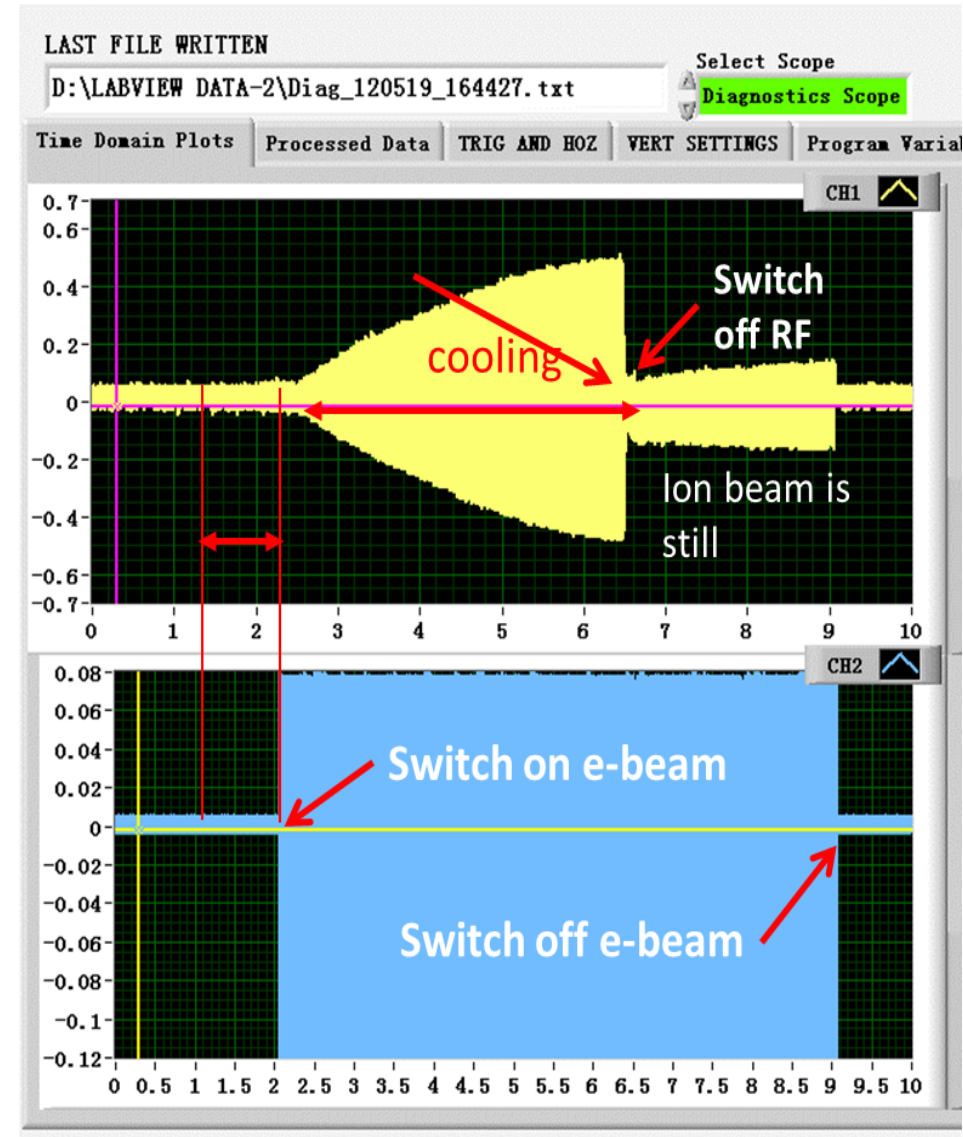 LAST FILE WRITTEN
D:\LABVIEW DATA-2\Diag_120519_164427.txt
Select Scope
Diagnostics Scope
Time Domain Plots
Processed Data
TRIG AND HOZ
VERT SETTINGS
Program Variab
CH1
0.7
0.6
0.4
0.2
0
-0.2
-0.4
-0.6
-0.7
Switch
off RF
cooling
Ion beam is
still
0 1 2 3 4 5 6 7 8 9 10
CH2
0.08
0.06
0.04
0.02
0
-0.02
-0.04
-0.06
-0.08
-0.1
-0.12
Switch on e-beam
Switch off e-beam
0 0.5 1 1.5 2 2.5 3 3.5 4 4.5 5 5.5 6 6.5 7 7.5 8 8.5 9 9.5 10